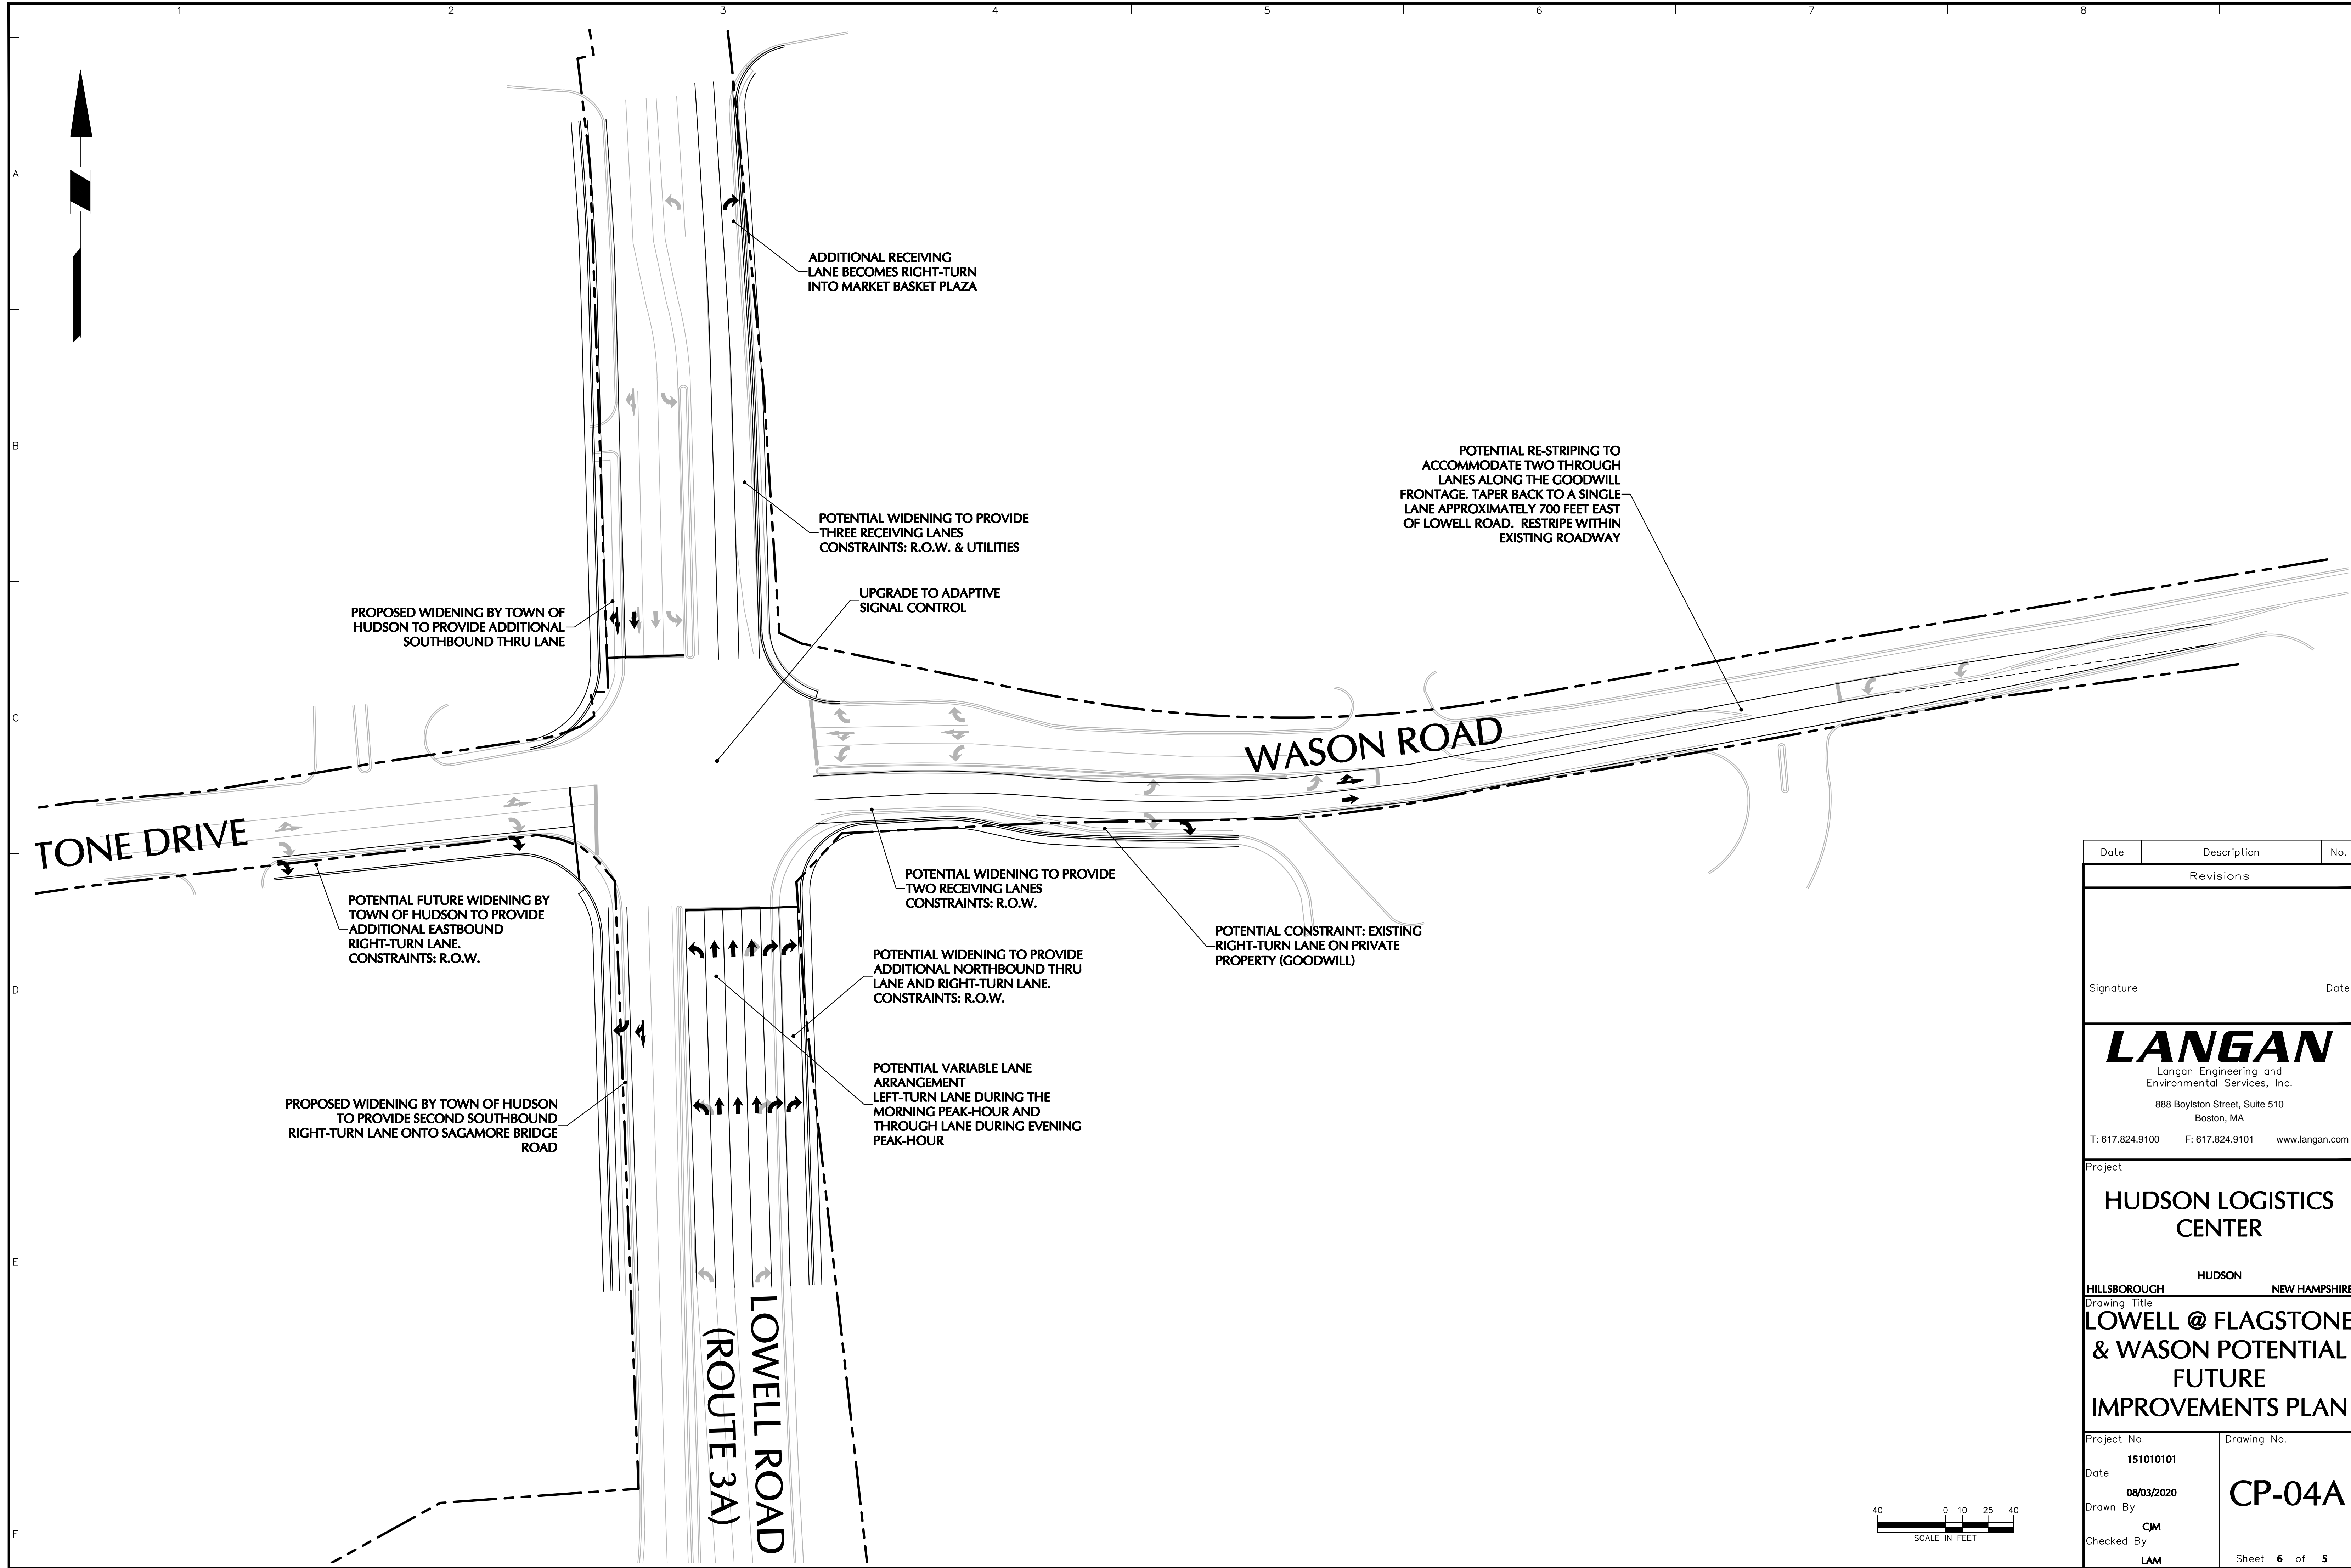 1
2
3
4
5
6
7
8
A
B
C
D
E
F
ADDITIONAL RECEIVING
LANE BECOMES RIGHT-TURN
INTO MARKET BASKET PLAZA
POTENTIAL RE-STRIPING TO
ACCOMMODATE TWO THROUGH
LANES ALONG THE GOODWILL
FRONTAGE. TAPER BACK TO A SINGLE
LANE APPROXIMATELY 700 FEET EAST
OF LOWELL ROAD. RESTRIPE WITHIN
EXISTING ROADWAY
POTENTIAL WIDENING TO PROVIDE
THREE RECEIVING LANES
CONSTRAINTS: R.O.W. & UTILITIES
UPGRADE TO ADAPTIVE
SIGNAL CONTROL
PROPOSED WIDENING BY TOWN OF
HUDSON TO PROVIDE ADDITIONAL
SOUTHBOUND THRU LANE
WASON ROAD
TONE DRIVE
POTENTIAL FUTURE WIDENING BY
TOWN OF HUDSON TO PROVIDE
ADDITIONAL EASTBOUND
RIGHT-TURN LANE.
CONSTRAINTS: R.O.W.
POTENTIAL WIDENING TO PROVIDE
TWO RECEIVING LANES
CONSTRAINTS: R.O.W.
POTENTIAL CONSTRAINT: EXISTING
RIGHT-TURN LANE ON PRIVATE
PROPERTY (GOODWILL)
POTENTIAL WIDENING TO PROVIDE
ADDITIONAL NORTHBOUND THRU
LANE AND RIGHT-TURN LANE.
CONSTRAINTS: R.O.W.
POTENTIAL VARIABLE LANE
ARRANGEMENT
LEFT-TURN LANE DURING THE
MORNING PEAK-HOUR AND
THROUGH LANE DURING EVENING
PEAK-HOUR
PROPOSED WIDENING BY TOWN OF HUDSON
TO PROVIDE SECOND SOUTHBOUND
RIGHT-TURN LANE ONTO SAGAMORE BRIDGE
ROAD
LOWELL ROAD
(ROUTE 3A)
40 0 10 25 40
SCALE IN FEET
Date Description No.
Revisions
Signature Date
LANGAN
Langan Engineering and
Environmental Services, Inc.
888 Boylston Street, Suite 510
Boston, MA
T: 617.824.9100 F: 617.824.9101 www.langan.com
Project
HUDSON LOGISTICS
CENTER
HUDSON
HILLSBOROUGH NEW HAMPSHIRE
Drawing Title
LOWELL @ FLAGSTONE
& WASON POTENTIAL
FUTURE
IMPROVEMENTS PLAN
Project No.
151010101
Date
08/03/2020
Drawn By
CJM
Checked By
LAM
Drawing No.
CP-04A
Sheet 6 of 5